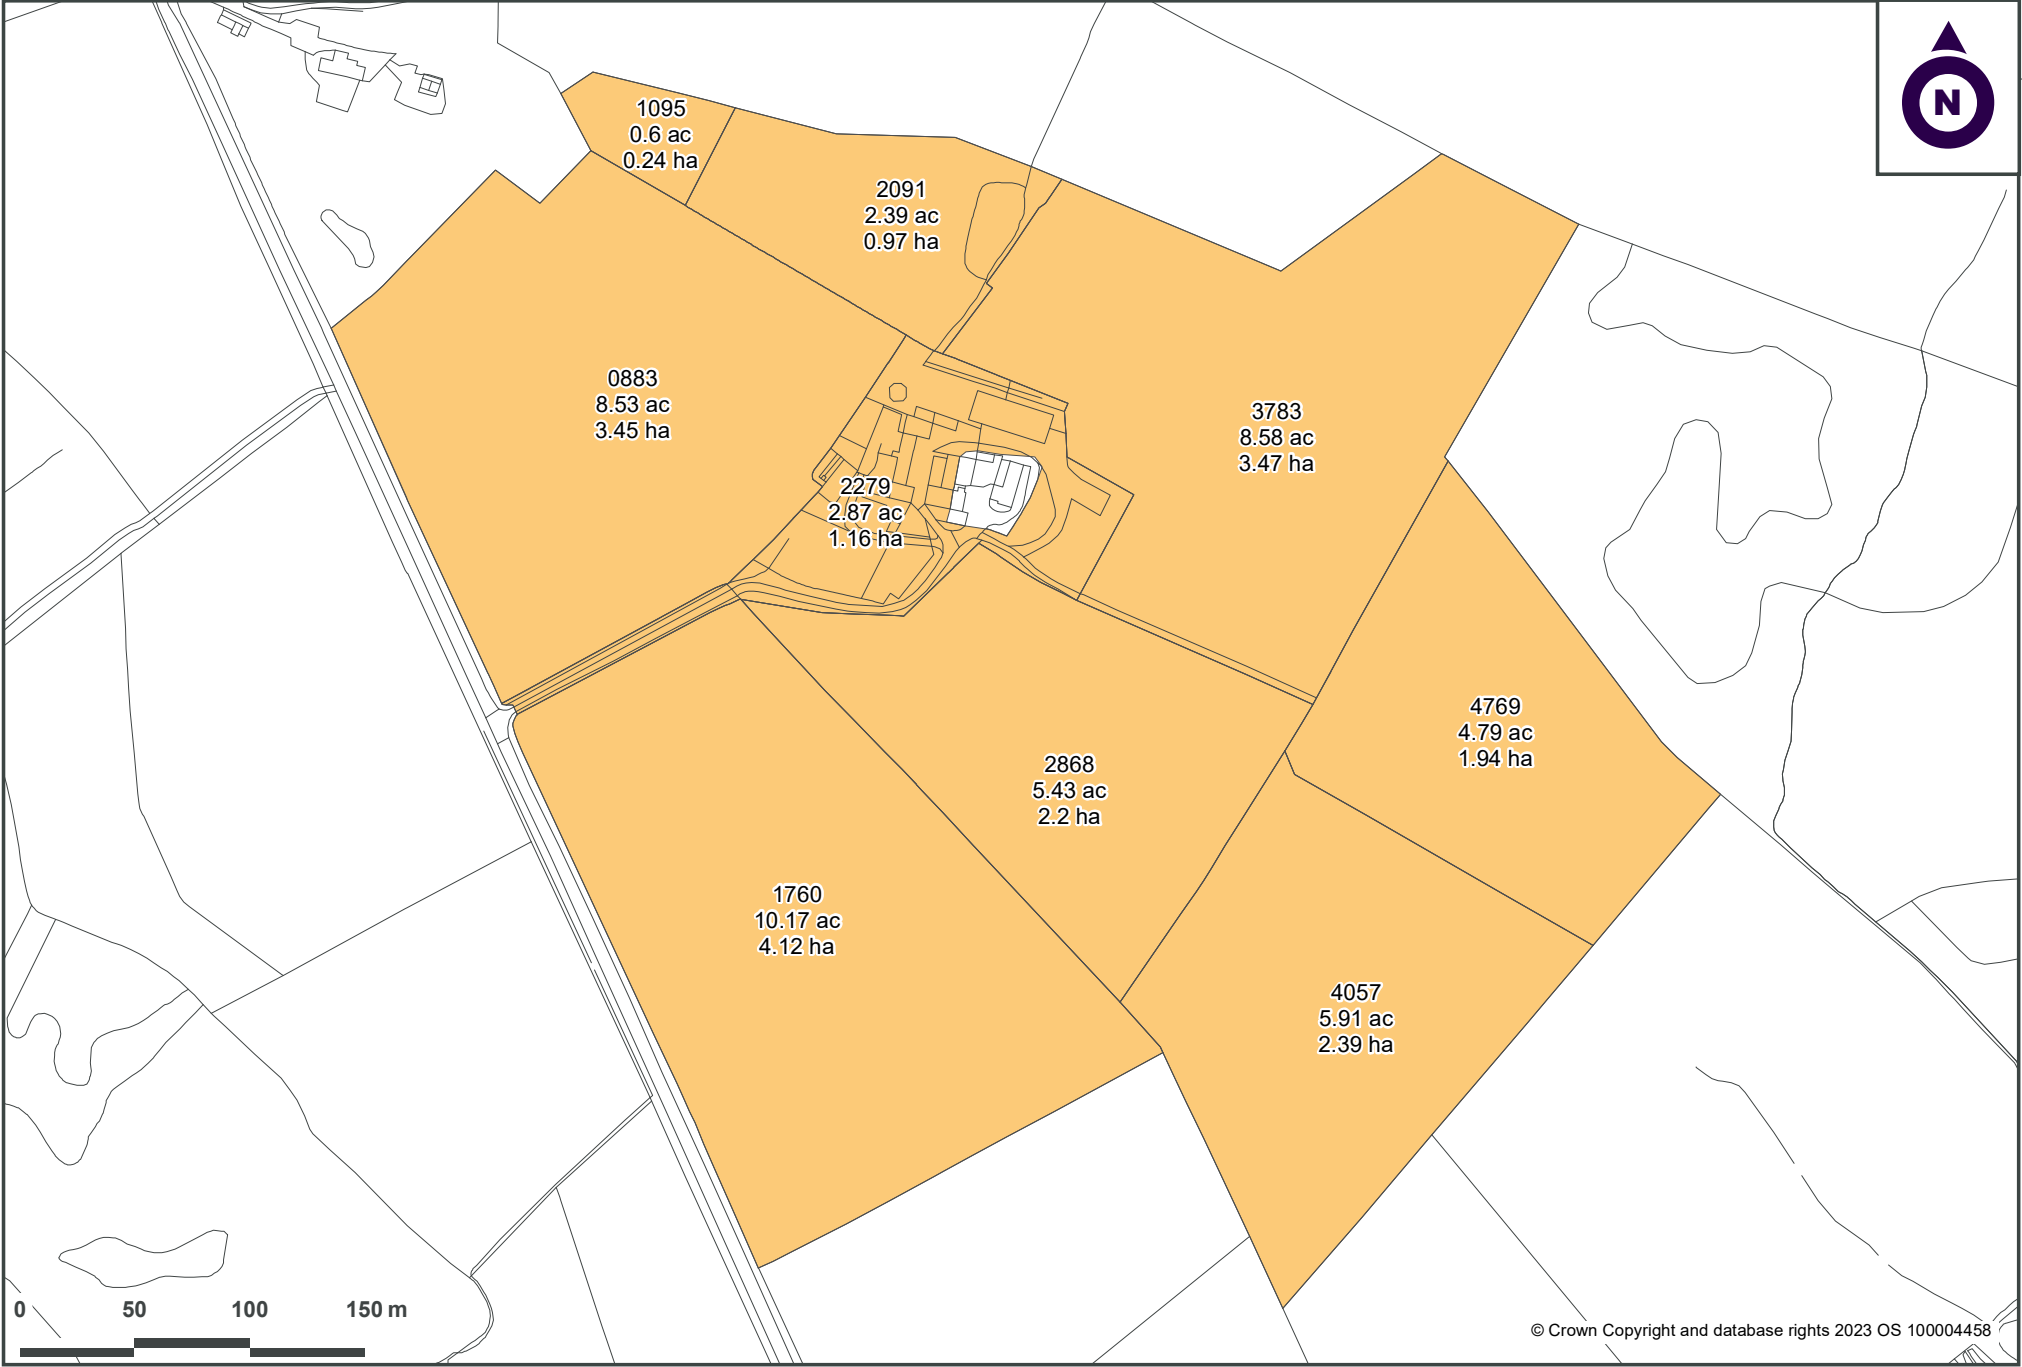 N
1095
0.6 ac
0.24 ha
2091
2.39 ac
0.97 ha
0883
8.53 ac
3.45 ha
3783
8.58 ac
3.47 ha
2279
2.87 ac
1.16 ha
4769
4.79 ac
1.94 ha
2868
5.43 ac
2.2 ha
1760
10.17 ac
4.12 ha
4057
5.91 ac
2.39 ha
0 50 100 150 m
© Crown Copyright and database rights 2023 OS 100004458